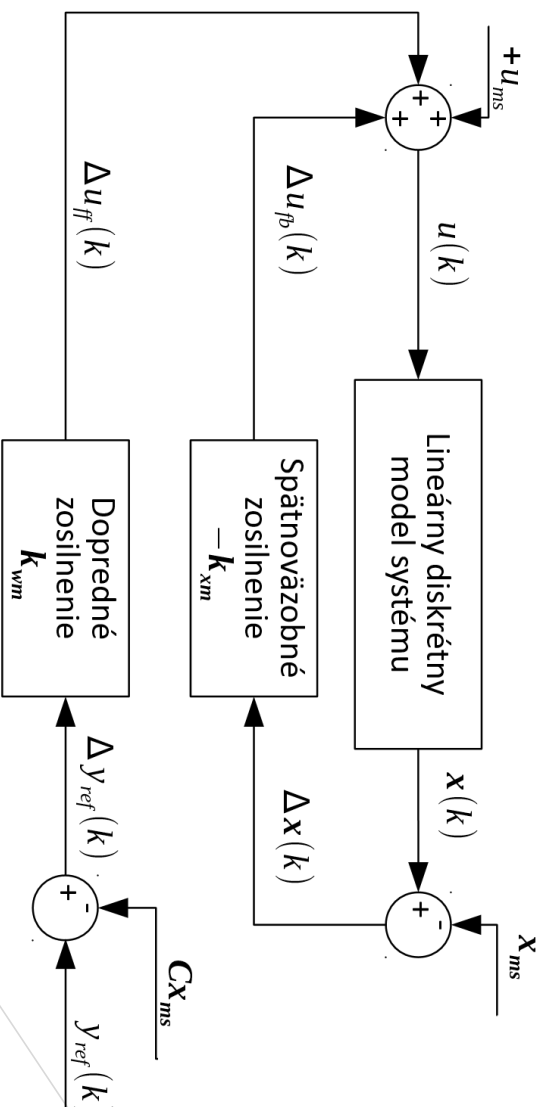 +u_ms
u(k)
Lineárny diskrétny
model systému
x(k)
x_ms
+
+
+
+
-
Δu_fb(k)
Spätnoväzobné
zosilnenie
−k_xm
Δx(k)
Δu_ff(k)
Dopredné
zosilnenie
k_wm
Δy_ref(k)
+
-
Cx_ms
y_ref(k